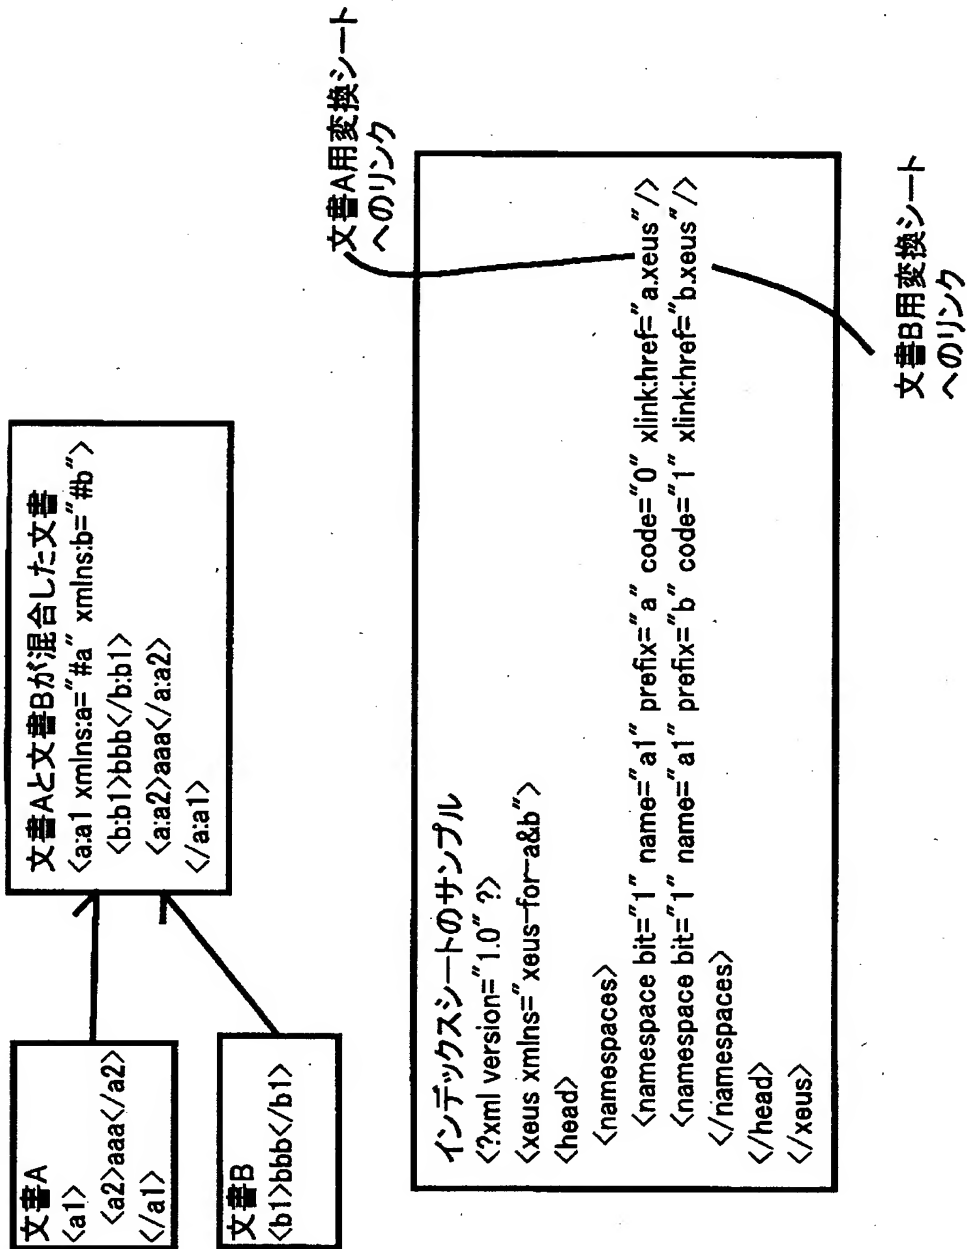 文書A
<a1>
<a2>aaa</a2>
</a1>
文書B
<b1>bbb</b1>
文書Aと文書Bが混合した文書
<a:a1 xmlns:a="#a" xmlns:b="#b">
<b:b1>bbb</b:b1>
<a:a2>aaa</a:a2>
</a:a1>
インデックスシートのサンプル
<?xml version="1.0" ?>
<xeus xmlns="xeus-for-a&b">
<head>
<namespaces>
<namespace bit="1" name="a1" prefix="a" code="0" xlink:href="a.xeus"/>
<namespace bit="1" name="a1" prefix="b" code="1" xlink:href="b.xeus"/>
</namespaces>
</head>
</xeus>
文書A用変換シート
へのリンク
文書B用変換シート
へのリンク